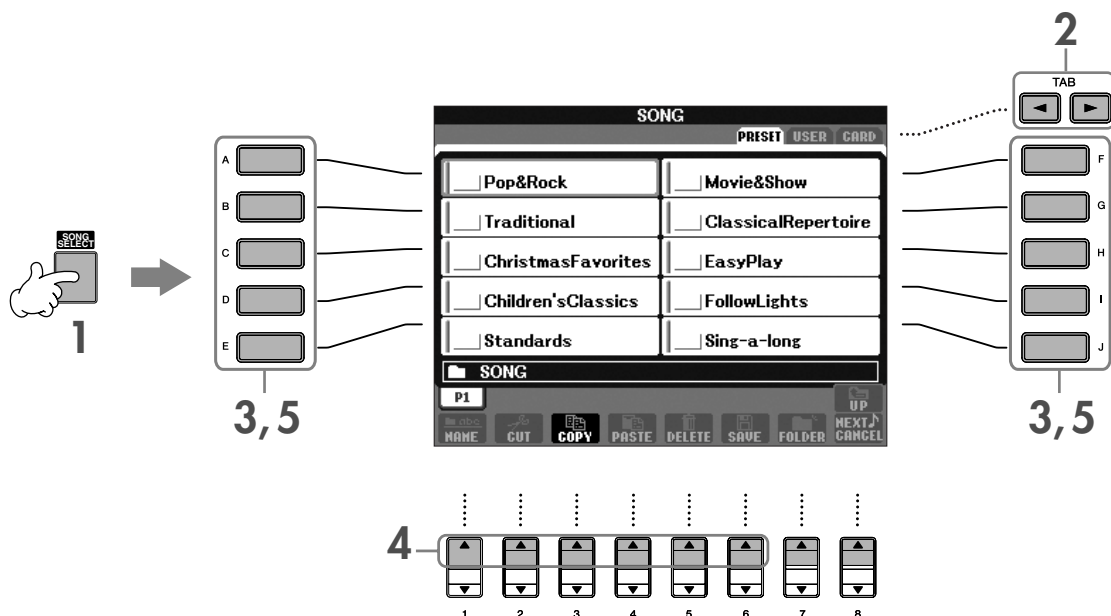 2
TAB
SONG
PRESET USER CARD
A
F
Pop&Rock
Movie&Show
B
G
Traditional
ClassicalRepertoire
SONG
SELECT
C
H
ChristmasFavorites
EasyPlay
D
I
Children'sClassics
FollowLights
1
E
J
Standards
Sing-a-long
SONG
3, 5
3, 5
P1
UP
abc
NAME CUT COPY PASTE DELETE SAVE FOLDER NEXT♪
CANCEL
4
1 2 3 4 5 6 7 8